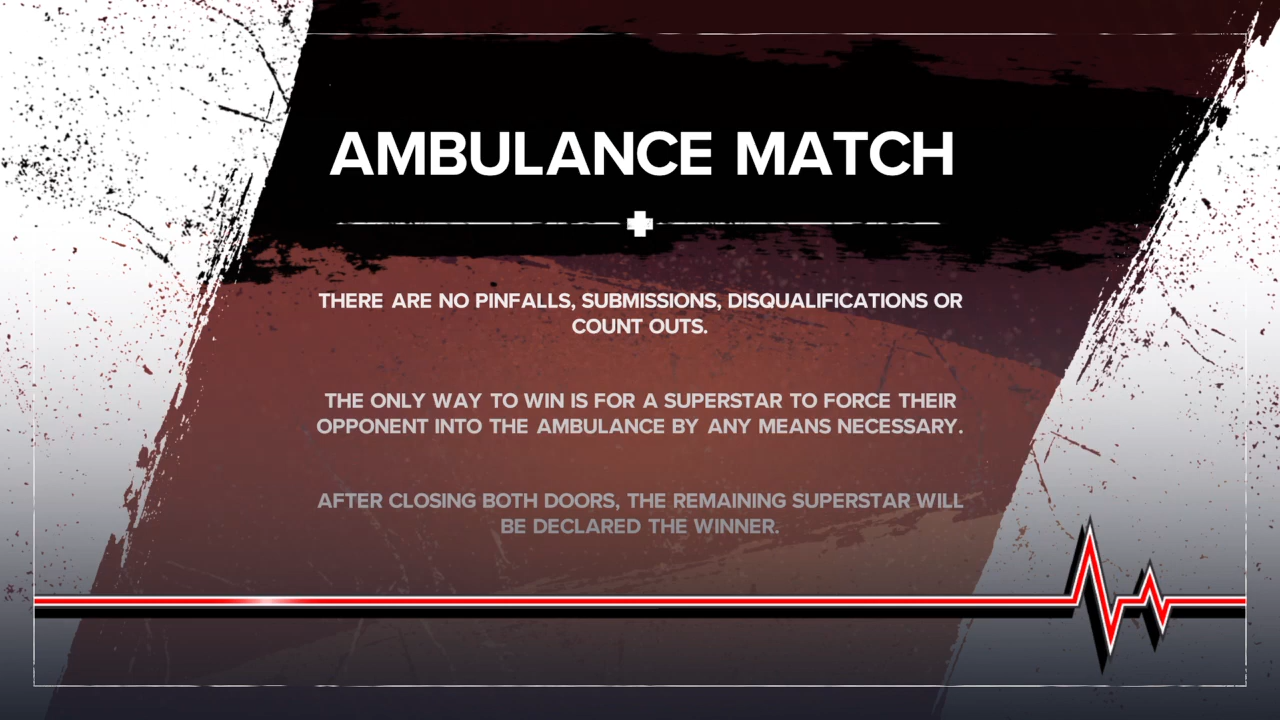 AMBULANCE MATCH
THERE ARE NO PINFALLS, SUBMISSIONS, DISQUALIFICATIONS OR
COUNT OUTS.
THE ONLY WAY TO WIN IS FOR A SUPERSTAR TO FORCE THEIR
OPPONENT INTO THE AMBULANCE BY ANY MEANS NECESSARY.
AFTER CLOSING BOTH DOORS, THE REMAINING SUPERSTAR WILL
BE DECLARED THE WINNER.